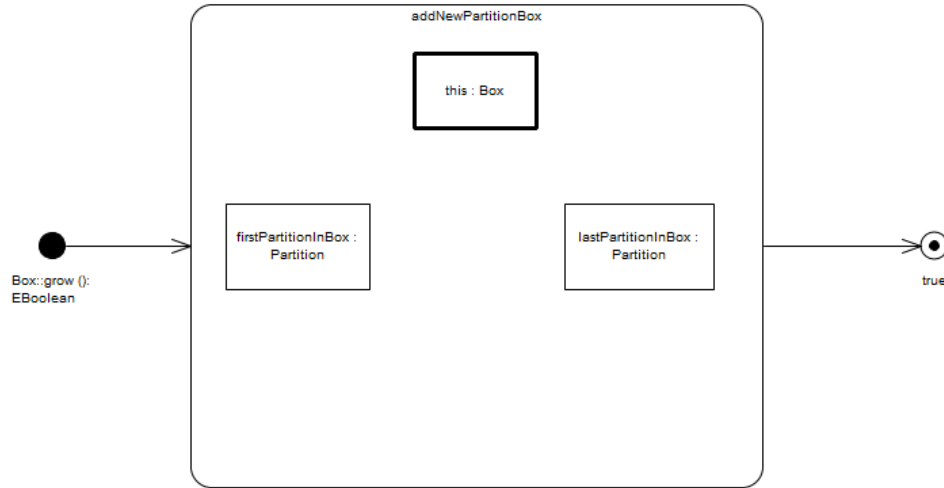 addNewPartitionBox
this : Box
firstPartitionInBox :
Partition
lastPartitionInBox :
Partition
Box::grow ():
EBoolean
true